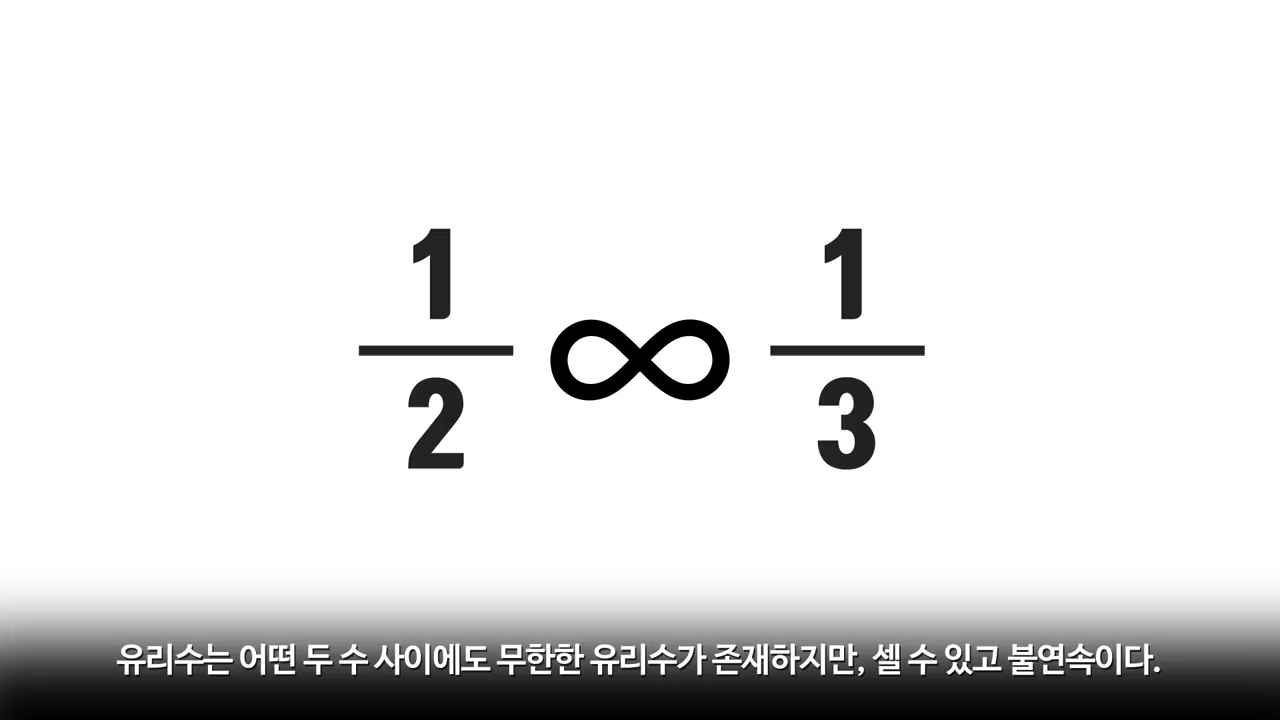 1/2 ∞ 1/3
유리수는 어떤 두 수 사이에도 무한한 유리수가 존재하지만, 셀 수 있고 불연속이다.